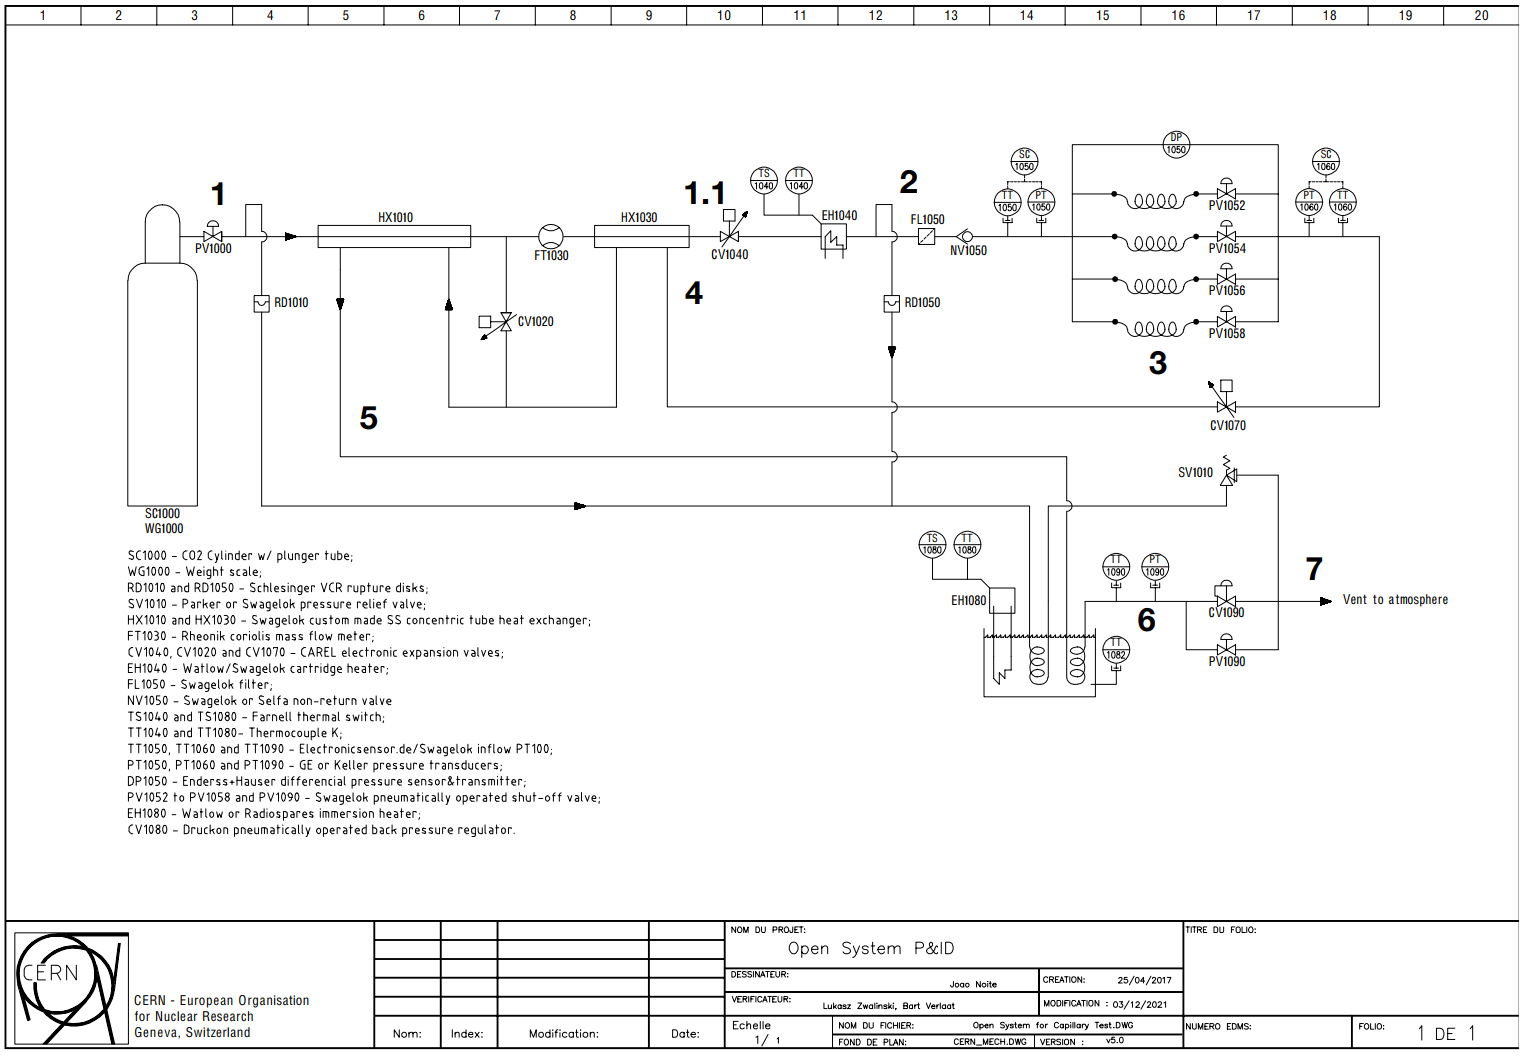 1 2 3 4 5 6 7 8 9 10 11 12 13 14 15 16 17 18 19 20
DP
1050
SC
1050
SC
1060
TS
1040
TT
1040
TT
1050
PT
1050
PT
1060
TT
1060
1
1.1
2
PV1052
HX1010
HX1030
EH1040
FL1050
PV1000
FT1030
CV1040
NV1050
PV1054
4
PV1056
RD1010
RD1050
CV1020
PV1058
3
5
CV1070
SV1010
SC1000
WG1000
TS
1080
TT
1080
TT
1090
PT
1090
7
EH1080
CV1090
Vent to atmosphere
6
TT
1082
PV1090
SC1000 - CO2 Cylinder w/ plunger tube;
WG1000 - Weight scale;
RD1010 and RD1050 - Schlesinger VCR rupture disks;
SV1010 - Parker or Swagelok pressure relief valve;
HX1010 and HX1030 - Swagelok custom made SS concentric tube heat exchanger;
FT1030 - Rheonik coriolis mass flow meter;
CV1040, CV1020 and CV1070 - CAREL electronic expansion valves;
EH1040 - Watlow/Swagelok cartridge heater;
FL1050 - Swagelok filter;
NV1050 - Swagelok or Selfa non-return valve
TS1040 and TS1080 - Farnell thermal switch;
TT1040 and TT1080- Thermocouple K;
TT1050, TT1060 and TT1090 - Electronicsensor.de/Swagelok inflow PT100;
PT1050, PT1060 and PT1090 - GE or Keller pressure transducers;
DP1050 - Enderss+Hauser differencial pressure sensor&transmitter;
PV1052 to PV1058 and PV1090 - Swagelok pneumatically operated shut-off valve;
EH1080 - Watlow or Radiospares immersion heater;
CV1080 - Druckon pneumatically operated back pressure regulator.
CERN
CERN - European Organisation
for Nuclear Research
Geneva, Switzerland
Nom: Index: Modification: Date:
NOM DU PROJET:
Open System P&ID
DESSINATEUR:
Joao Noite
CREATION: 25/04/2017
VERIFICATEUR:
Lukasz Zwalinski, Bart Verlaat
MODIFICATION : 03/12/2021
Echelle
1/ 1
NOM DU FICHIER: Open System for Capillary Test.DWG
FOND DE PLAN: CERN_MECH.DWG VERSION : v5.0
TITRE DU FOLIO:
NUMERO EDMS:
FOLIO: 1 DE 1